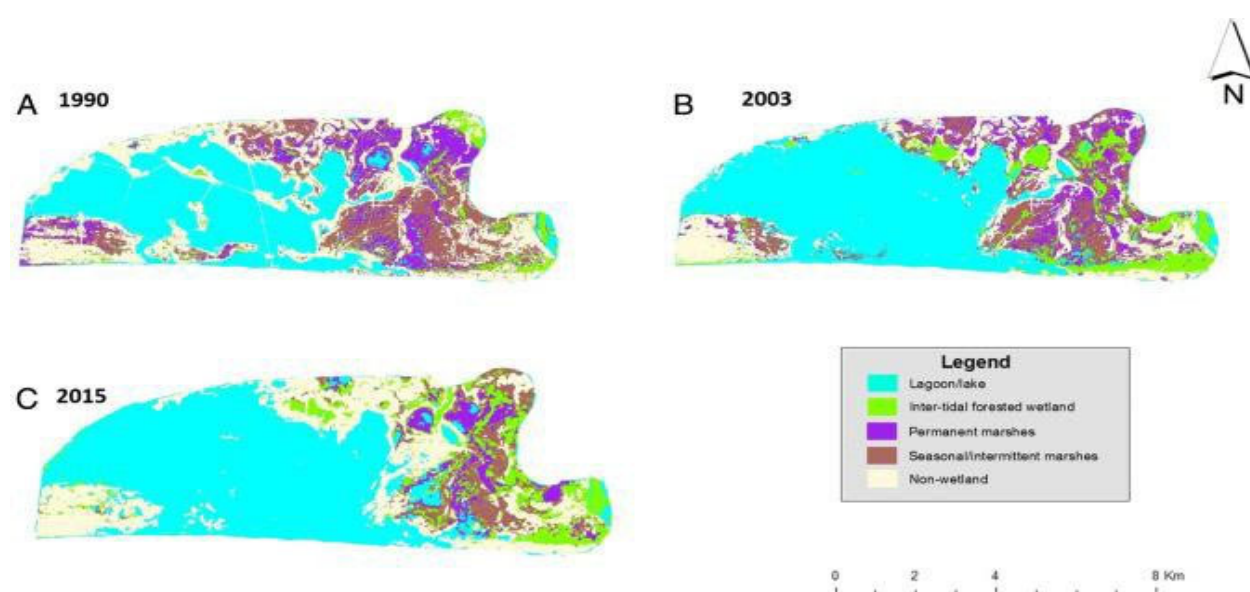 A 1990
B 2003
N
C 2015
Legend
Lagoon/lake
Inter-tidal forested wetland
Permanent marshes
Seasonal/intermittent marshes
Non-wetland
0 2 4 8 Km